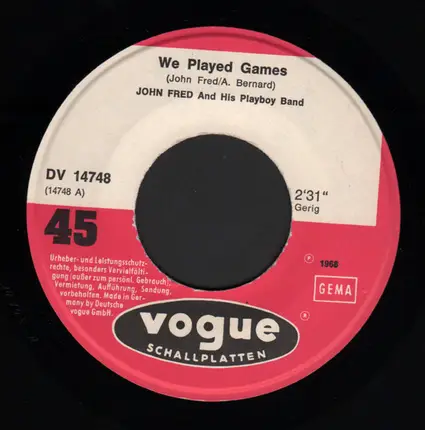 We Played Games
(John Fred/A. Bernard)
JOHN FRED And His Playboy Band
DV 14748
(14748 A)
2'31"
Gerig
45
Urheber- und Leistungsschutz-
rechte, besonders Vervielfälti-
gung (außer zum persönl. Gebrauch),
Vermietung, Aufführung, Sendung,
vorbehalten. Made in Ger-
many by Deutsche
vogue GmbH.
P 1968
GEMA
R
vogue
SCHALLPLATTEN